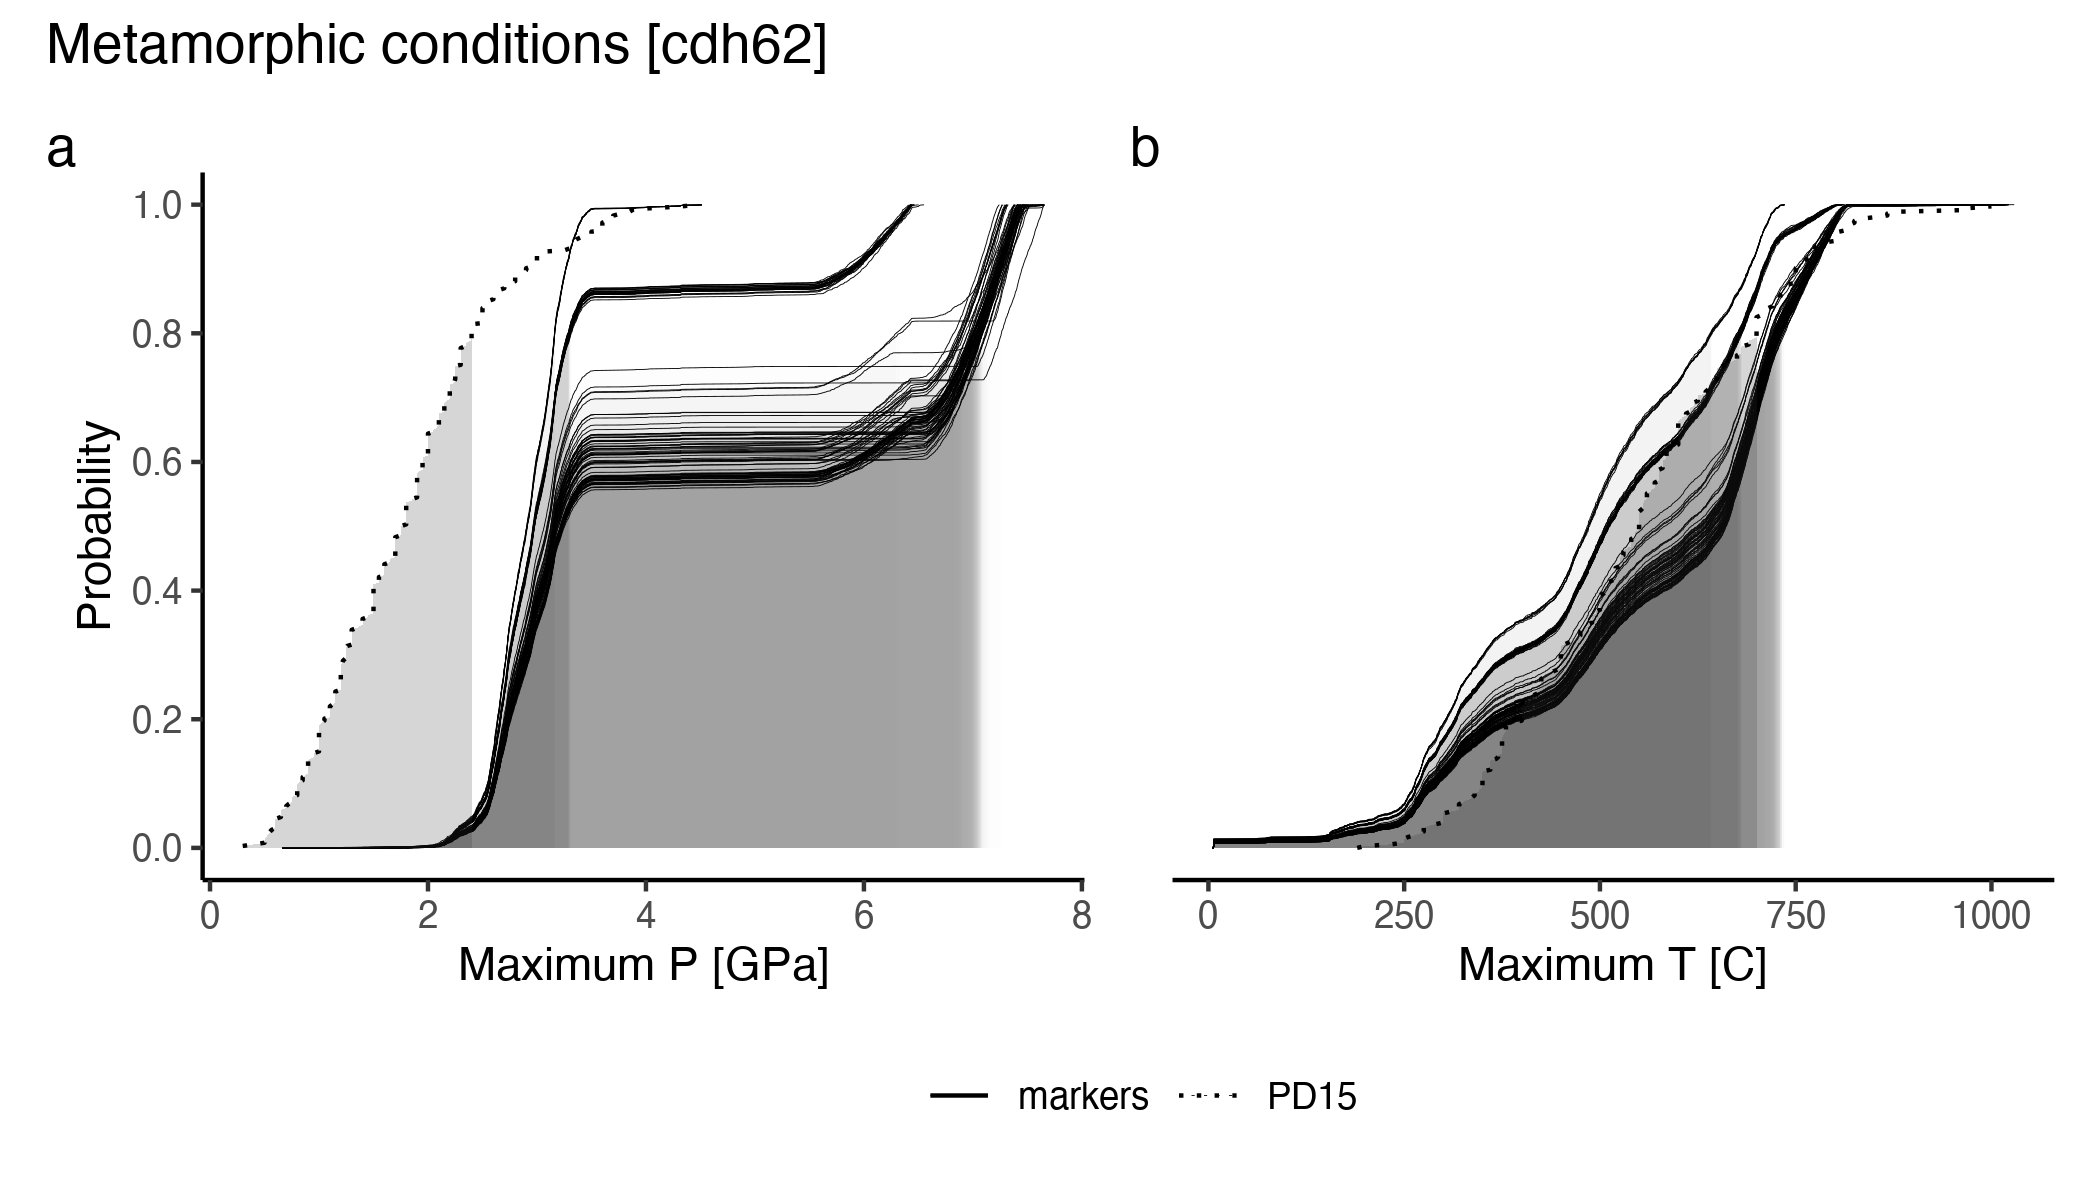 Metamorphic conditions [cdh62]
a
b
Probability
1.0
0.8
0.6
0.4
0.2
0.0
0 2 4 6 8
0 250 500 750 1000
Maximum P [GPa]
Maximum T [C]
markers PD15